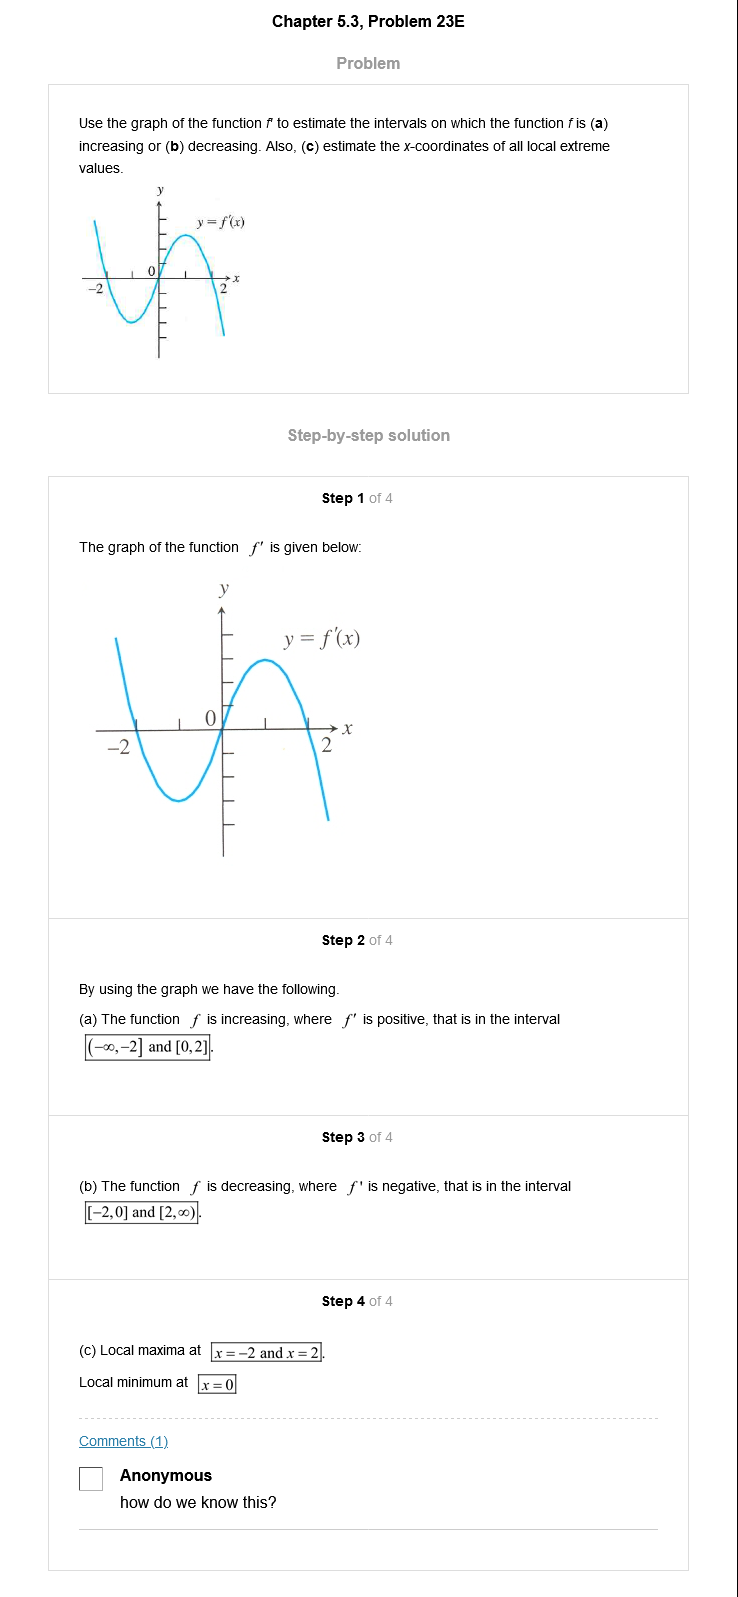 Chapter 5.3, Problem 23E
Problem
Use the graph of the function f' to estimate the intervals on which the function f is (a)
increasing or (b) decreasing. Also, (c) estimate the x-coordinates of all local extreme
values.
y
y = f'(x)
0
x
-2
2
Step-by-step solution
Step 1 of 4
The graph of the function f' is given below:
y
y = f'(x)
0
x
-2
2
Step 2 of 4
By using the graph we have the following.
(a) The function f is increasing, where f' is positive, that is in the interval
(-∞,-2] and [0,2].
Step 3 of 4
(b) The function f is decreasing, where f' is negative, that is in the interval
[-2,0] and [2,∞).
Step 4 of 4
(c) Local maxima at x = -2 and x = 2.
Local minimum at x = 0
Comments (1)
Anonymous
how do we know this?